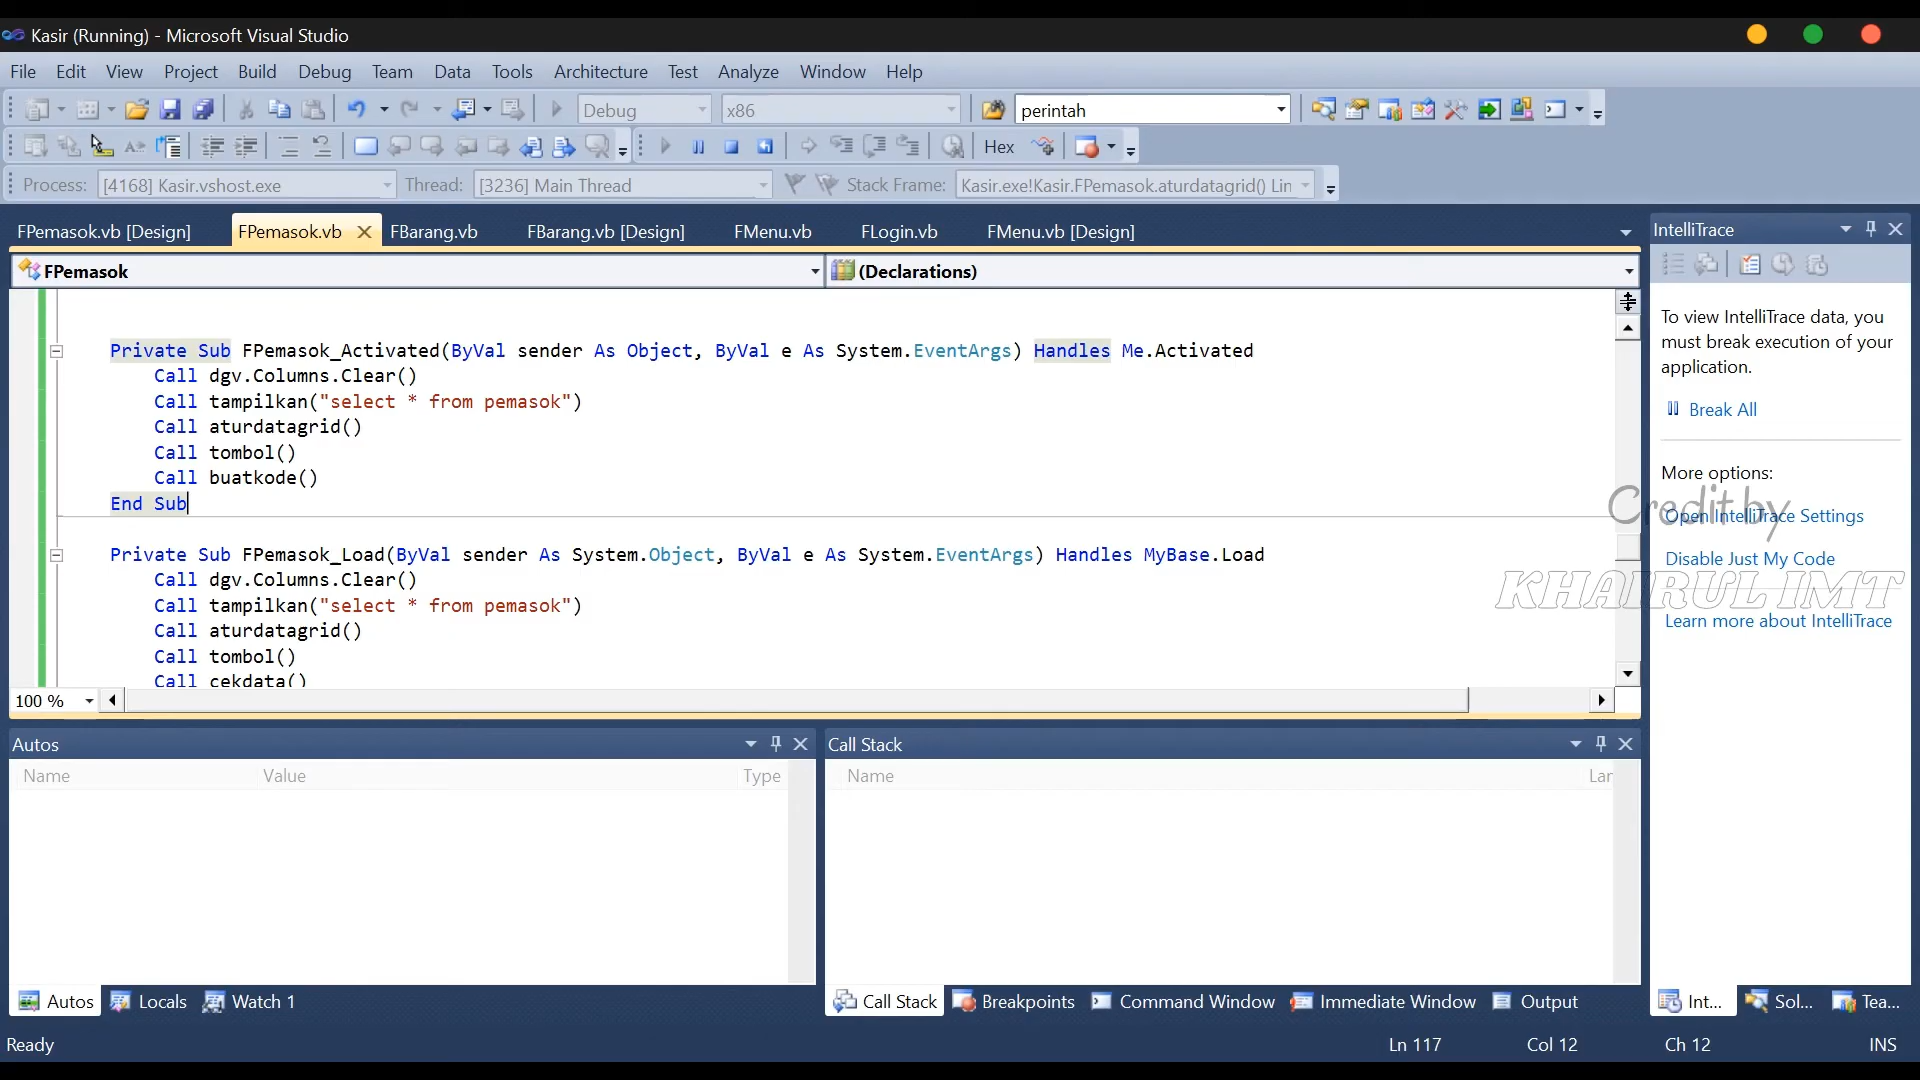 Kasir (Running) - Microsoft Visual Studio
File Edit View Project Build Debug Team Data Tools Architecture Test Analyze Window Help
Debug x86 perintah
Hex
Process: [4168] Kasir.vshost.exe Thread: [3236] Main Thread Stack Frame: Kasir.exe!Kasir.FPemasok.aturdatagrid() Lin
FPemasok.vb [Design] FPemasok.vb FBarang.vb FBarang.vb [Design] FMenu.vb FLogin.vb FMenu.vb [Design]
FPemasok (Declarations)
Private Sub FPemasok_Activated(ByVal sender As Object, ByVal e As System.EventArgs) Handles Me.Activated
Call dgv.Columns.Clear()
Call tampilkan("select * from pemasok")
Call aturdatagrid()
Call tombol()
Call buatkode()
End Sub
Private Sub FPemasok_Load(ByVal sender As System.Object, ByVal e As System.EventArgs) Handles MyBase.Load
Call dgv.Columns.Clear()
Call tampilkan("select * from pemasok")
Call aturdatagrid()
Call tombol()
Call cekdata()
100 %
IntelliTrace
To view IntelliTrace data, you
must break execution of your
application.
Break All
More options:
Open IntelliTrace Settings
Disable Just My Code
Learn more about IntelliTrace
Credit by
KHAIRUL IMT
Autos
Name Value Type
Call Stack
Name Lar
Autos Locals Watch 1
Call Stack Breakpoints Command Window Immediate Window Output
Int... Sol... Tea...
Ready Ln 117 Col 12 Ch 12 INS